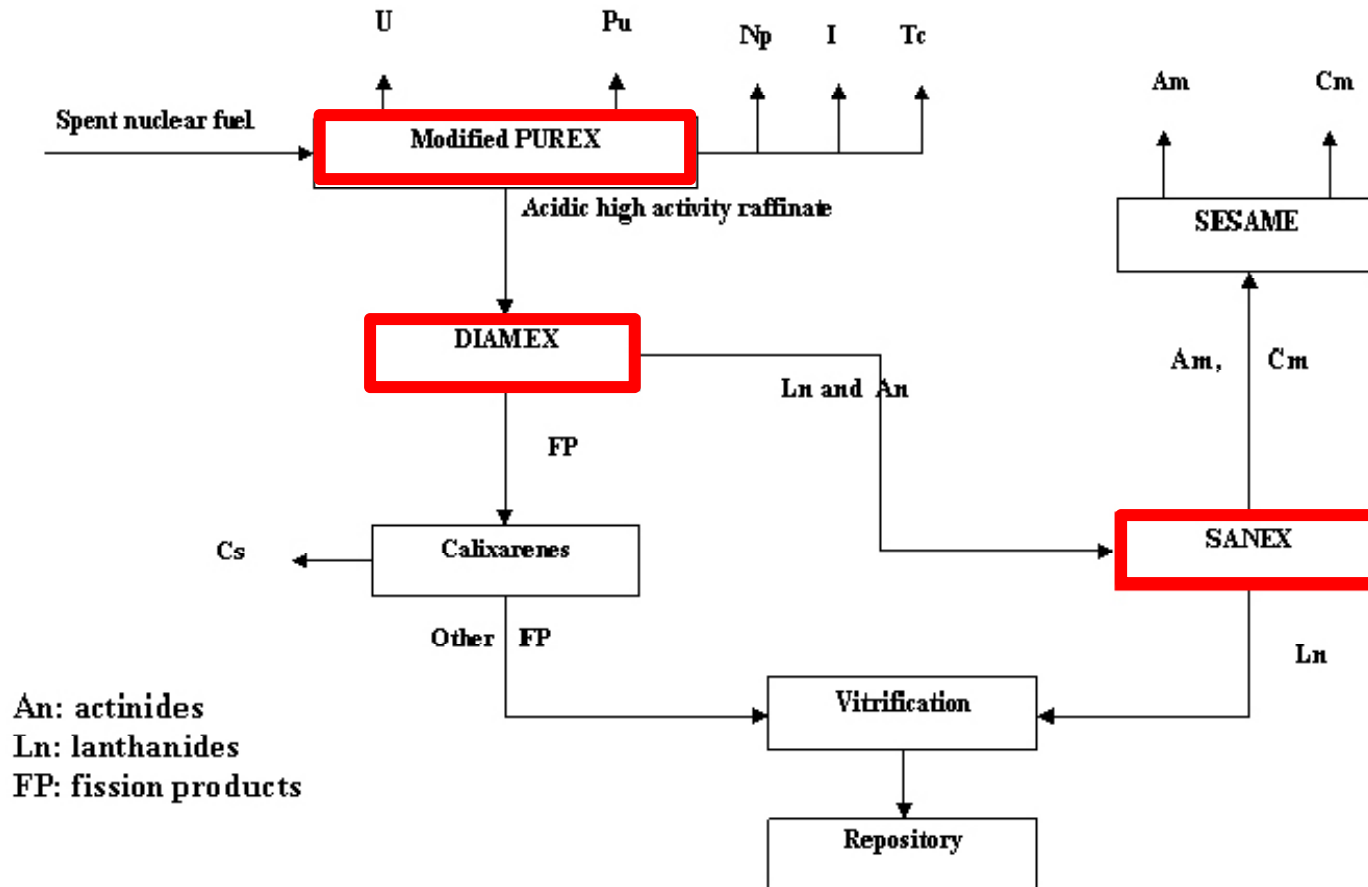 U
Pu
Np
I
Tc
Am
Cm
Spent nuclear fuel
Modified PUREX
Acidic high activity raffinate
SESAME
DIAMEX
Am,
Cm
Ln and An
FP
Cs
Calixarenes
SANEX
Other FP
Ln
Vitrification
An: actinides
Ln: lanthanides
FP: fission products
Repository